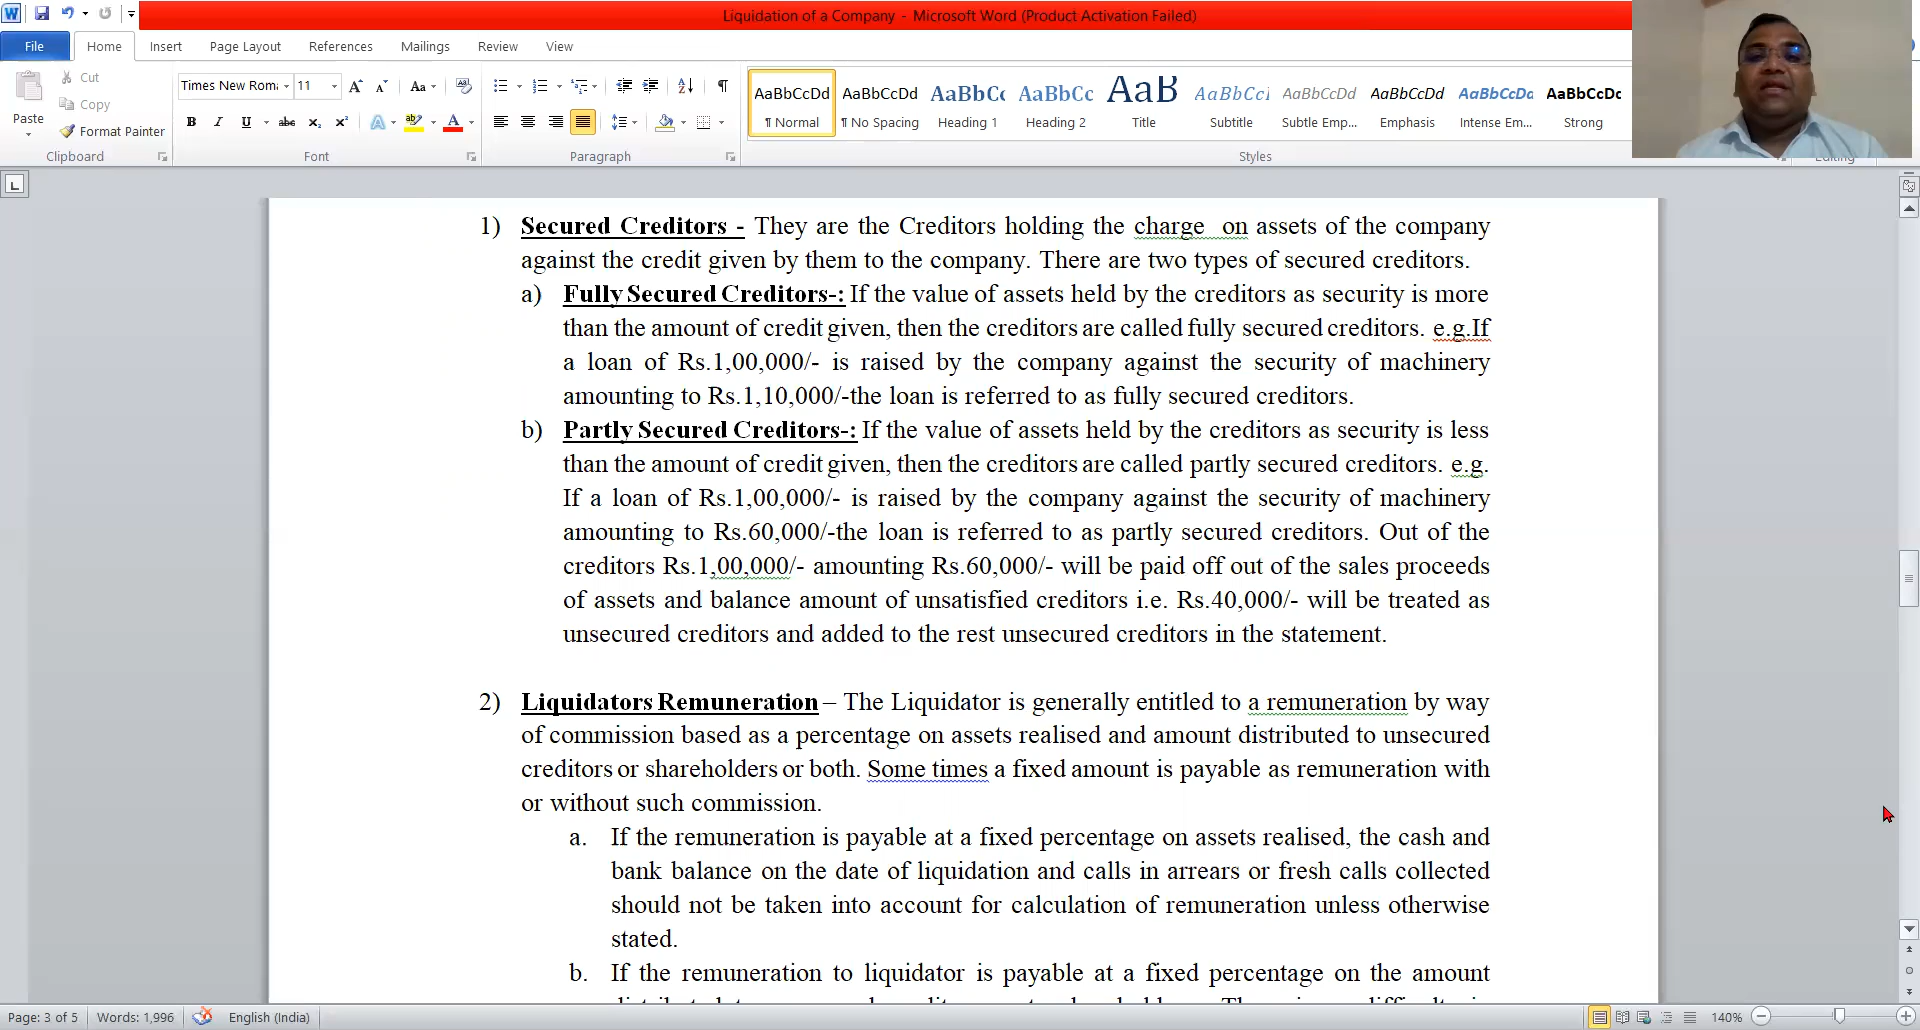 Liquidation of a Company - Microsoft Word (Product Activation Failed)
File Home Insert Page Layout References Mailings Review View
Paste
Cut
Copy
Format Painter
Times New Roma 11
AaBbCcDd AaBbCcDd AaBbCc AaBbCc AaB AaBbCcl AaBbCcDd AaBbCcDd AaBbCcDd AaBbCcDd
¶ Normal ¶ No Spacing Heading 1 Heading 2 Title Subtitle Subtle Emp... Emphasis Intense Em... Strong
Clipboard Font Paragraph Styles Editing
1) Secured Creditors - They are the Creditors holding the charge on assets of the company
against the credit given by them to the company. There are two types of secured creditors.
a) Fully Secured Creditors-: If the value of assets held by the creditors as security is more
than the amount of credit given, then the creditors are called fully secured creditors. e.g.If
a loan of Rs.1,00,000/- is raised by the company against the security of machinery
amounting to Rs.1,10,000/-the loan is referred to as fully secured creditors.
b) Partly Secured Creditors-: If the value of assets held by the creditors as security is less
than the amount of credit given, then the creditors are called partly secured creditors. e.g.
If a loan of Rs.1,00,000/- is raised by the company against the security of machinery
amounting to Rs.60,000/-the loan is referred to as partly secured creditors. Out of the
creditors Rs.1,00,000/- amounting Rs.60,000/- will be paid off out of the sales proceeds
of assets and balance amount of unsatisfied creditors i.e. Rs.40,000/- will be treated as
unsecured creditors and added to the rest unsecured creditors in the statement.
2) Liquidators Remuneration – The Liquidator is generally entitled to a remuneration by way
of commission based as a percentage on assets realised and amount distributed to unsecured
creditors or shareholders or both. Some times a fixed amount is payable as remuneration with
or without such commission.
a. If the remuneration is payable at a fixed percentage on assets realised, the cash and
bank balance on the date of liquidation and calls in arrears or fresh calls collected
should not be taken into account for calculation of remuneration unless otherwise
stated.
b. If the remuneration to liquidator is payable at a fixed percentage on the amount
Page: 3 of 5 Words: 1,996 English (India) 140%